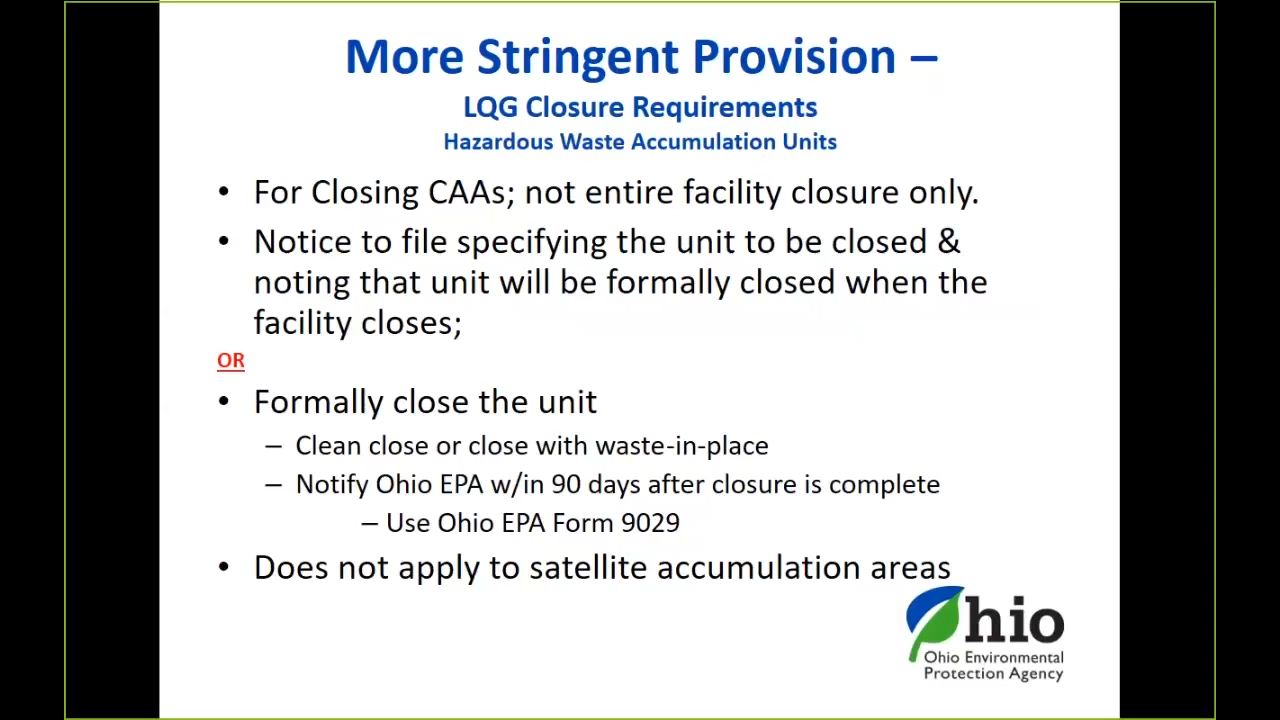 More Stringent Provision –
LQG Closure Requirements
Hazardous Waste Accumulation Units
• For Closing CAAs; not entire facility closure only.
• Notice to file specifying the unit to be closed &
noting that unit will be formally closed when the
facility closes;
OR
• Formally close the unit
– Clean close or close with waste-in-place
– Notify Ohio EPA w/in 90 days after closure is complete
– Use Ohio EPA Form 9029
• Does not apply to satellite accumulation areas
Ohio
Ohio Environmental
Protection Agency